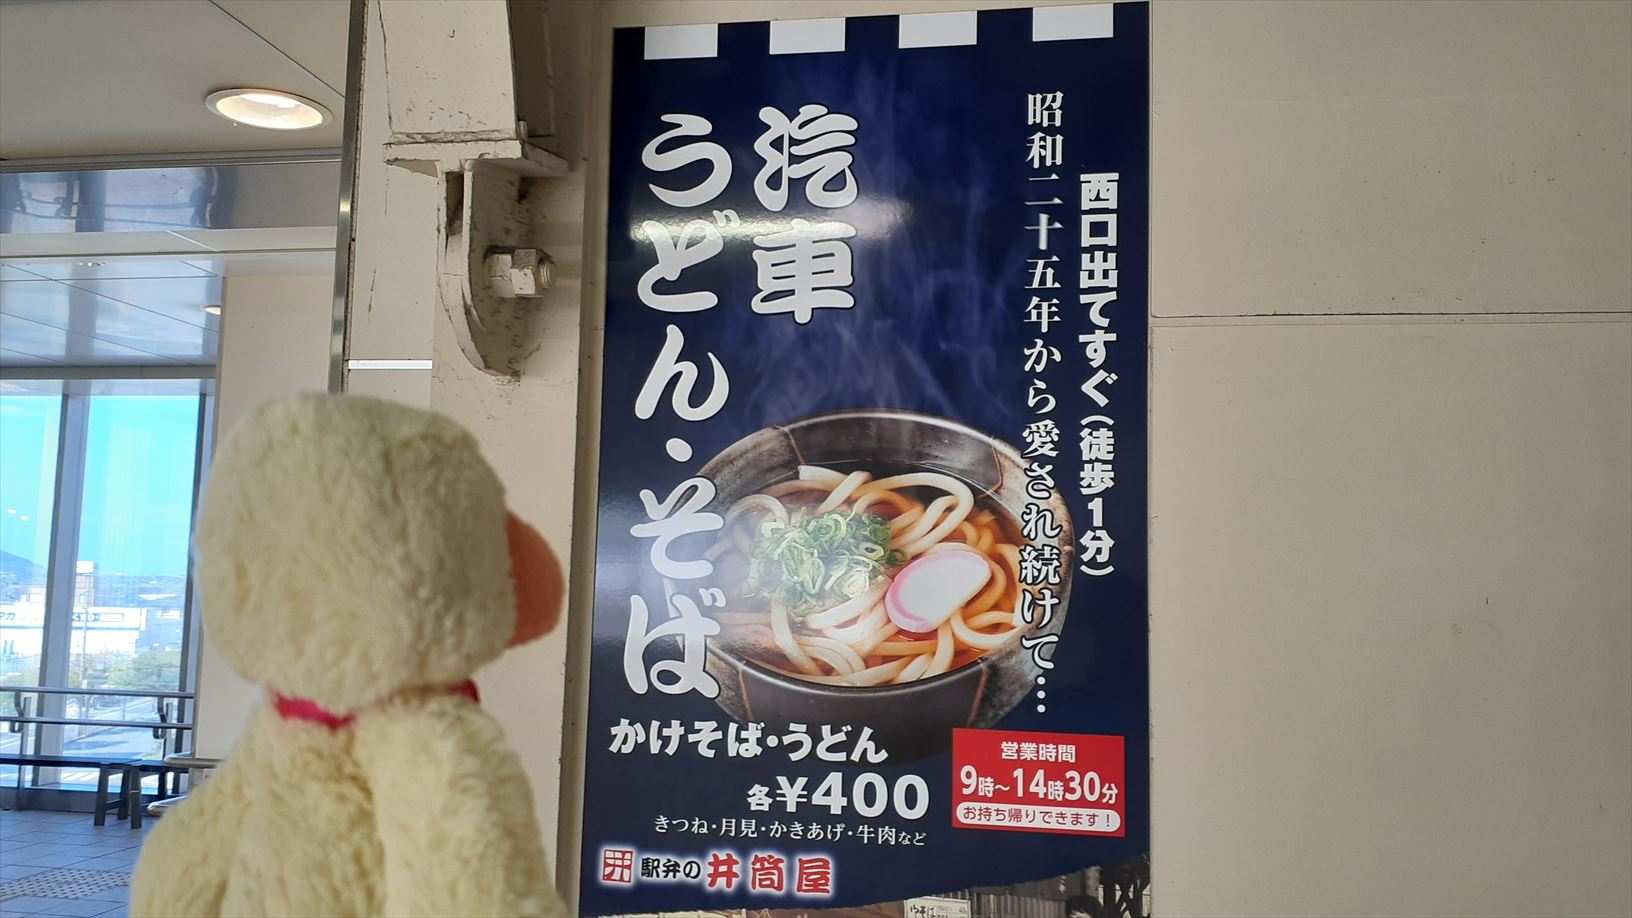 西口出てすぐ(徒歩1分)
昭和二十五年から愛され続けて…
汽車
うどん・そば
かけそば・うどん
各¥400
きつね・月見・かきあげ・牛肉など
営業時間
9時～14時30分
お持ち帰りできます!
井 駅弁の井筒屋